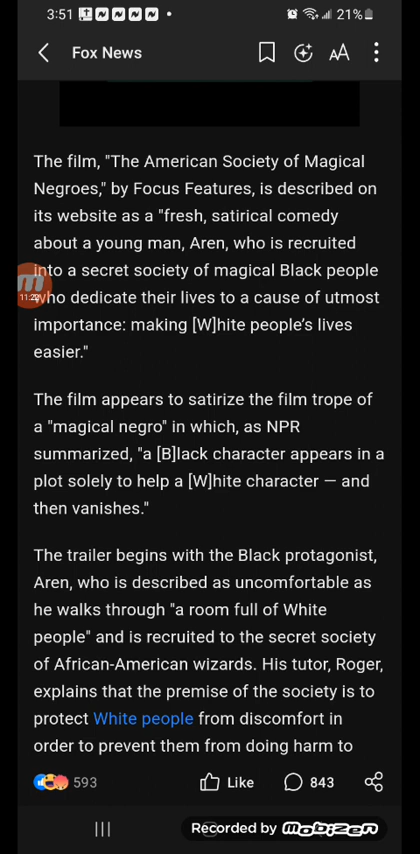 3:51
21%
Fox News
AA
The film, "The American Society of Magical
Negroes," by Focus Features, is described on
its website as a "fresh, satirical comedy
about a young man, Aren, who is recruited
into a secret society of magical Black people
who dedicate their lives to a cause of utmost
importance: making [W]hite people's lives
easier."
The film appears to satirize the film trope of
a "magical negro" in which, as NPR
summarized, "a [B]lack character appears in a
plot solely to help a [W]hite character — and
then vanishes."
The trailer begins with the Black protagonist,
Aren, who is described as uncomfortable as
he walks through "a room full of White
people" and is recruited to the secret society
of African-American wizards. His tutor, Roger,
explains that the premise of the society is to
protect White people from discomfort in
order to prevent them from doing harm to
593 Like 843
Recorded by mobizen